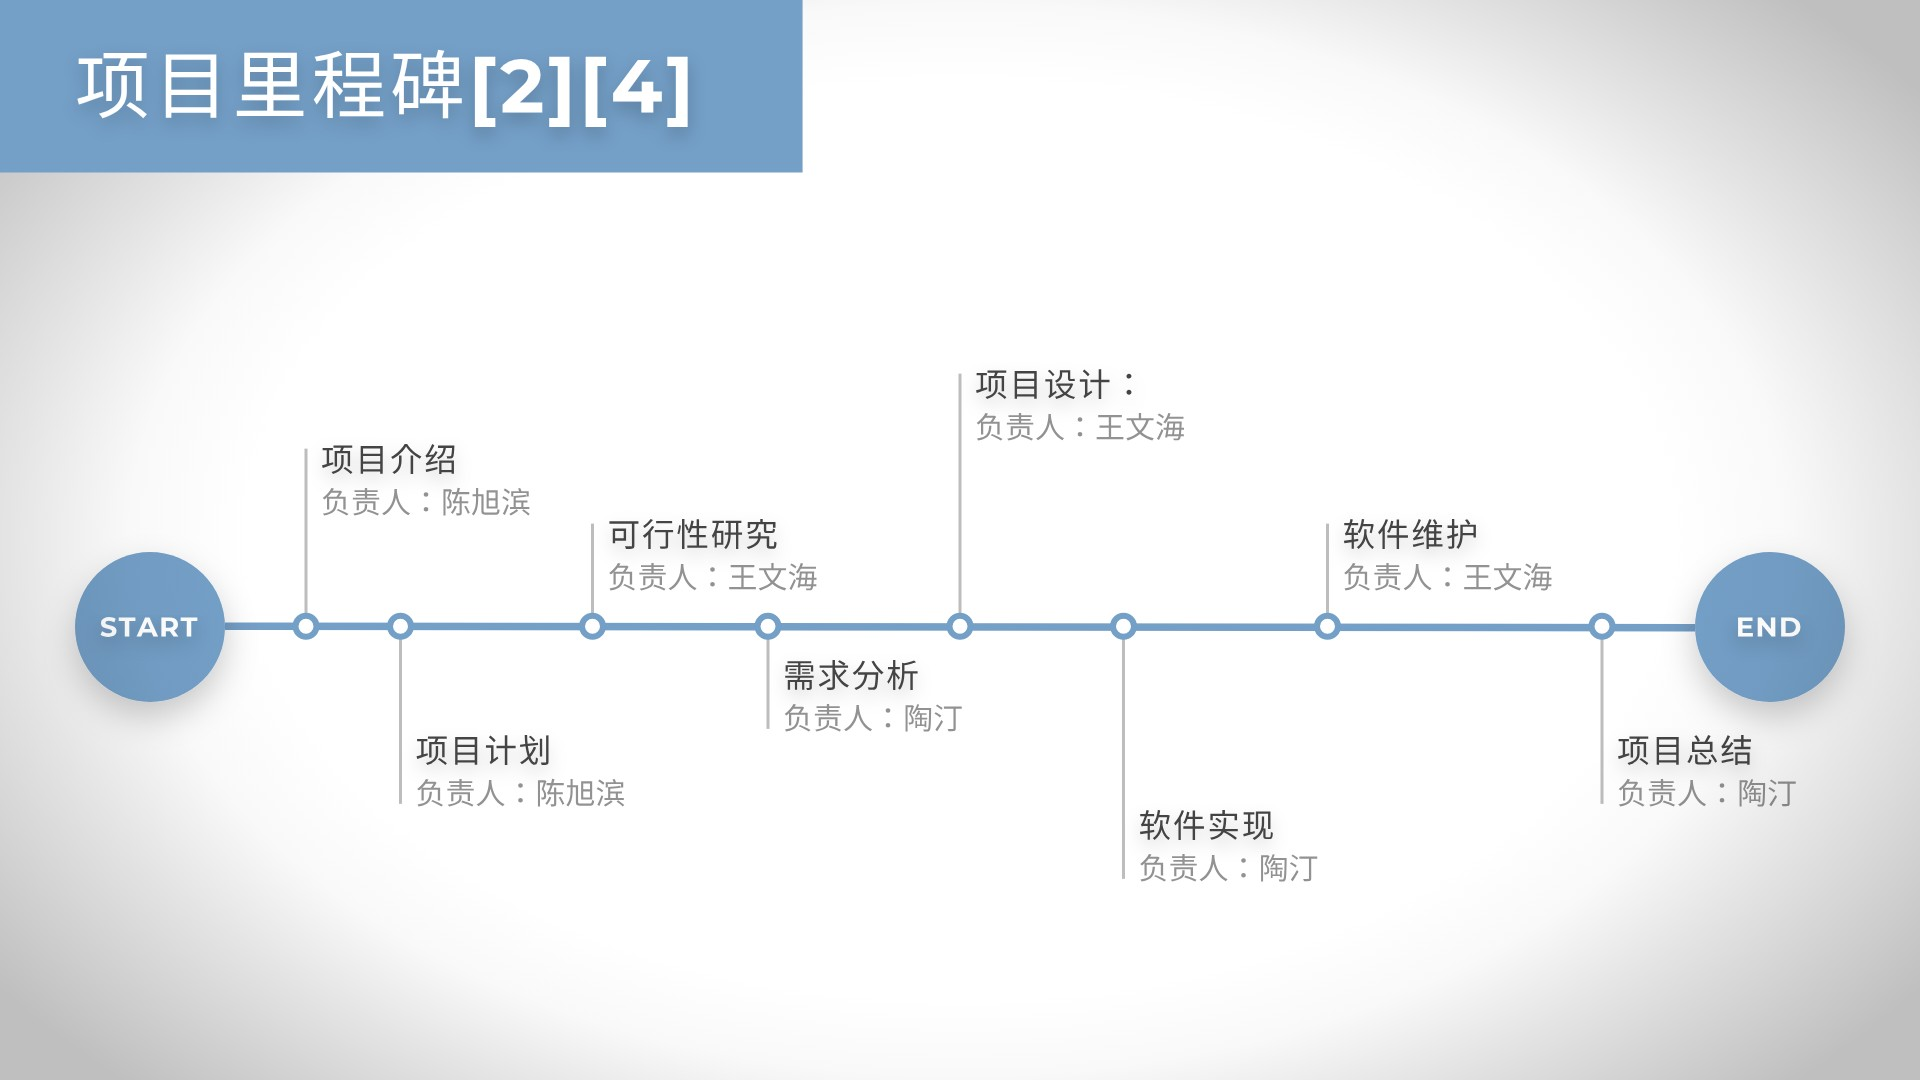 项目里程碑[2][4]
START
项目介绍
负责人：陈旭滨
项目计划
负责人：陈旭滨
可行性研究
负责人：王文海
需求分析
负责人：陶汀
项目设计：
负责人：王文海
软件实现
负责人：陶汀
软件维护
负责人：王文海
项目总结
负责人：陶汀
END